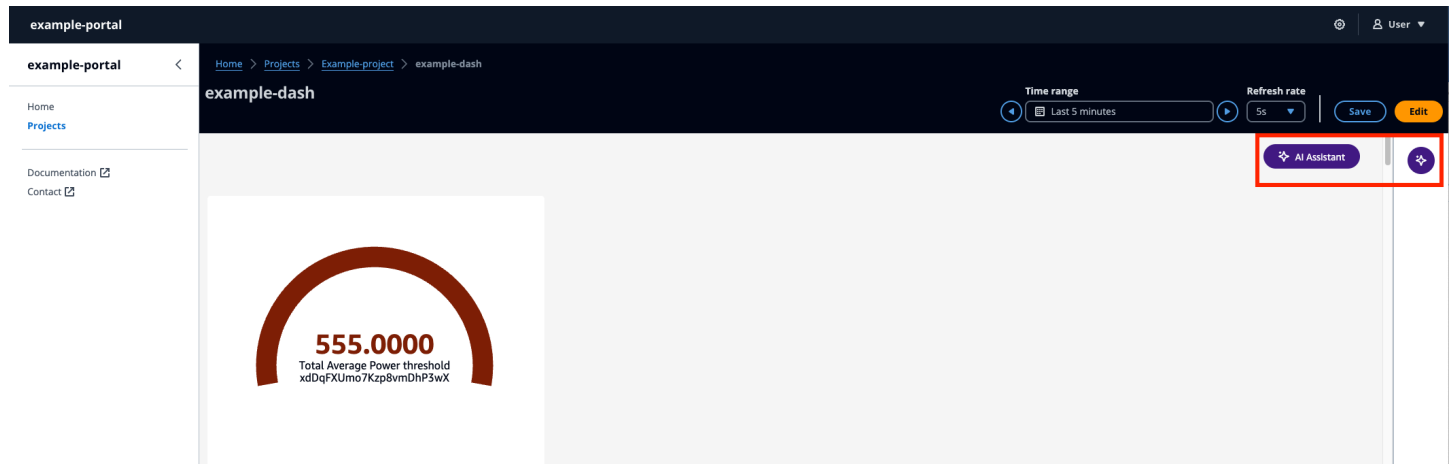 example-portal
User
example-portal
Home
Projects
Documentation
Contact
Home > Projects > Example-project > example-dash
example-dash
Time range
Last 5 minutes
Refresh rate
5s
Save
Edit
AI Assistant
555.0000
Total Average Power threshold
xdDqFXUmo7Kzp8vmDhP3wX